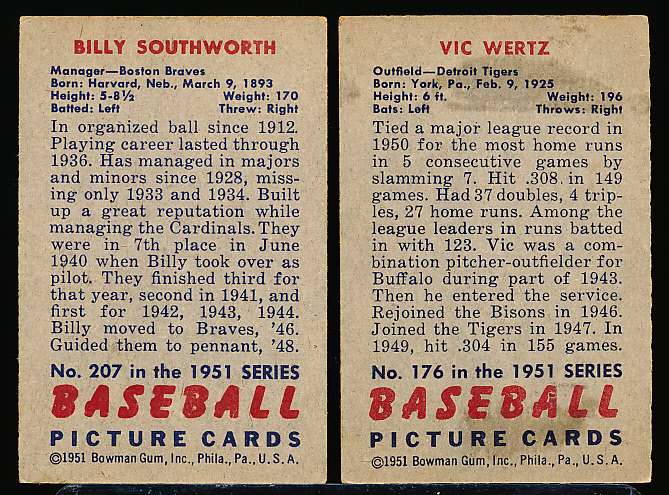 BILLY SOUTHWORTH
Manager—Boston Braves
Born: Harvard, Neb., March 9, 1893
Height: 5-8½ Weight: 170
Batted: Left Threw: Right
In organized ball since 1912.
Playing career lasted through
1936. Has managed in majors
and minors since 1928, miss-
ing only 1933 and 1934. Built
up a great reputation while
managing the Cardinals. They
were in 7th place in June
1940 when Billy took over as
pilot. They finished third for
that year, second in 1941, and
first for 1942, 1943, 1944.
Billy moved to Braves, '46.
Guided them to pennant, '48.
No. 207 in the 1951 SERIES
BASEBALL
PICTURE CARDS
©1951 Bowman Gum, Inc., Phila., Pa., U. S. A.
VIC WERTZ
Outfield—Detroit Tigers
Born: York, Pa., Feb. 9, 1925
Height: 6 ft. Weight: 196
Bats: Left Throws: Right
Tied a major league record in
1950 for the most home runs
in 5 consecutive games by
slamming 7. Hit .308 in 149
games. Had 37 doubles, 4 trip-
les, 27 home runs. Among the
league leaders in runs batted
in with 123. Vic was a com-
bination pitcher-outfielder for
Buffalo during part of 1943.
Then he entered the service.
Rejoined the Bisons in 1946.
Joined the Tigers in 1947. In
1949, hit .304 in 155 games.
No. 176 in the 1951 SERIES
BASEBALL
PICTURE CARDS
©1951 Bowman Gum, Inc., Phila., Pa., U. S. A.